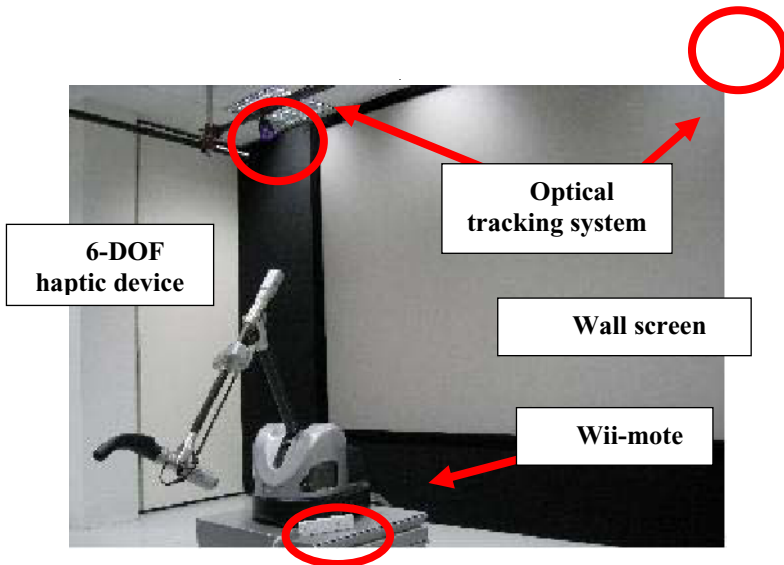 Optical
tracking system
6-DOF
haptic device
Wall screen
Wii-mote